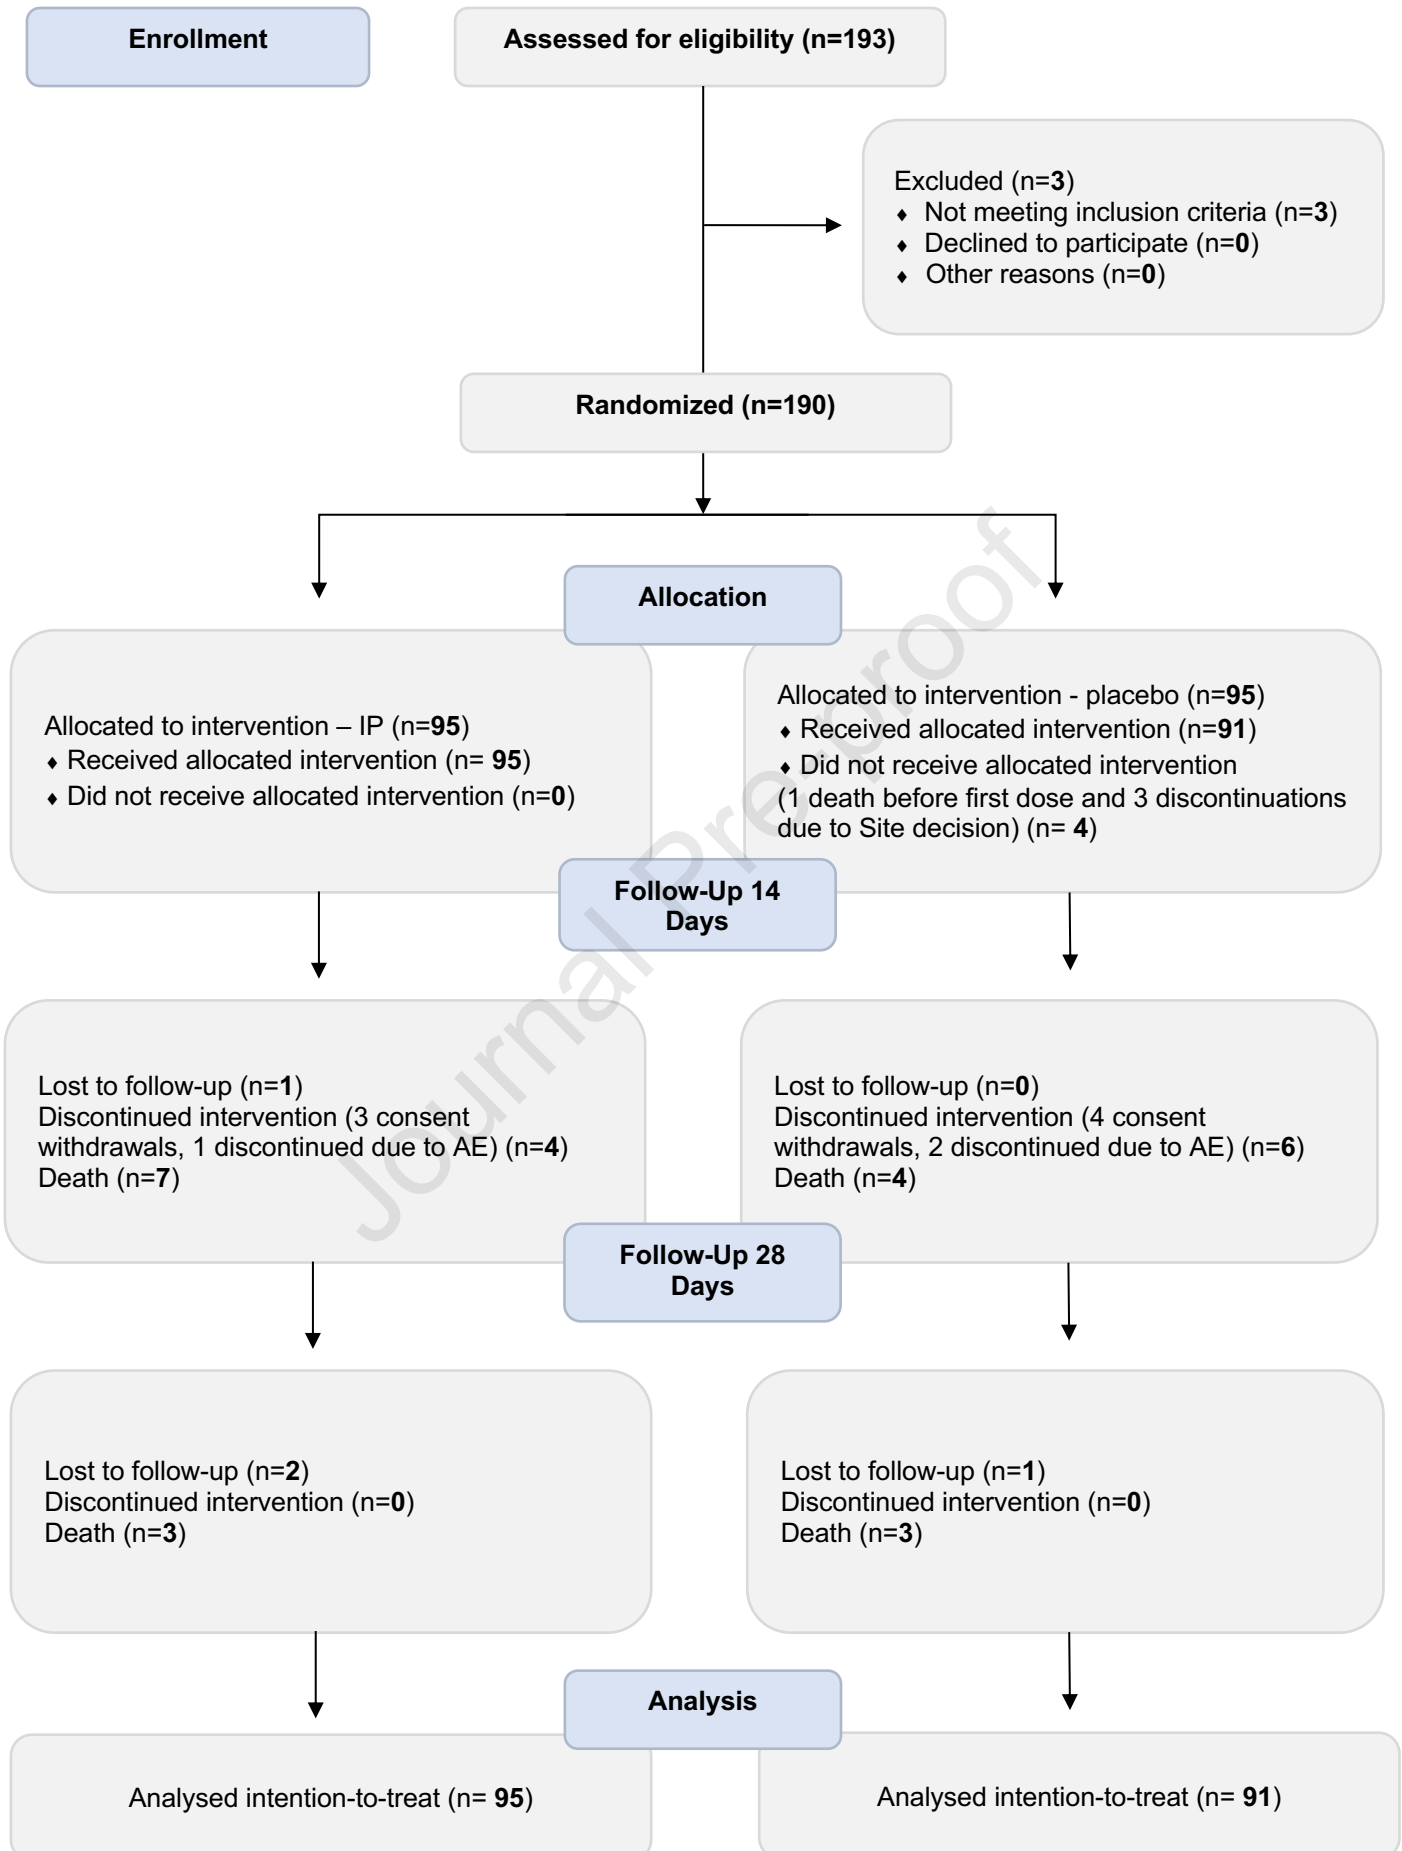 Enrollment
Assessed for eligibility (n=193)
Excluded (n=3)
♦ Not meeting inclusion criteria (n=3)
♦ Declined to participate (n=0)
♦ Other reasons (n=0)
Randomized (n=190)
Allocation
Allocated to intervention – IP (n=95)
♦ Received allocated intervention (n= 95)
♦ Did not receive allocated intervention (n=0)
Allocated to intervention - placebo (n=95)
♦ Received allocated intervention (n=91)
♦ Did not receive allocated intervention
(1 death before first dose and 3 discontinuations
due to Site decision) (n= 4)
Follow-Up 14
Days
Lost to follow-up (n=1)
Discontinued intervention (3 consent
withdrawals, 1 discontinued due to AE) (n=4)
Death (n=7)
Lost to follow-up (n=0)
Discontinued intervention (4 consent
withdrawals, 2 discontinued due to AE) (n=6)
Death (n=4)
Follow-Up 28
Days
Lost to follow-up (n=2)
Discontinued intervention (n=0)
Death (n=3)
Lost to follow-up (n=1)
Discontinued intervention (n=0)
Death (n=3)
Analysis
Analysed intention-to-treat (n= 95)
Analysed intention-to-treat (n= 91)
Journal Pre-proof